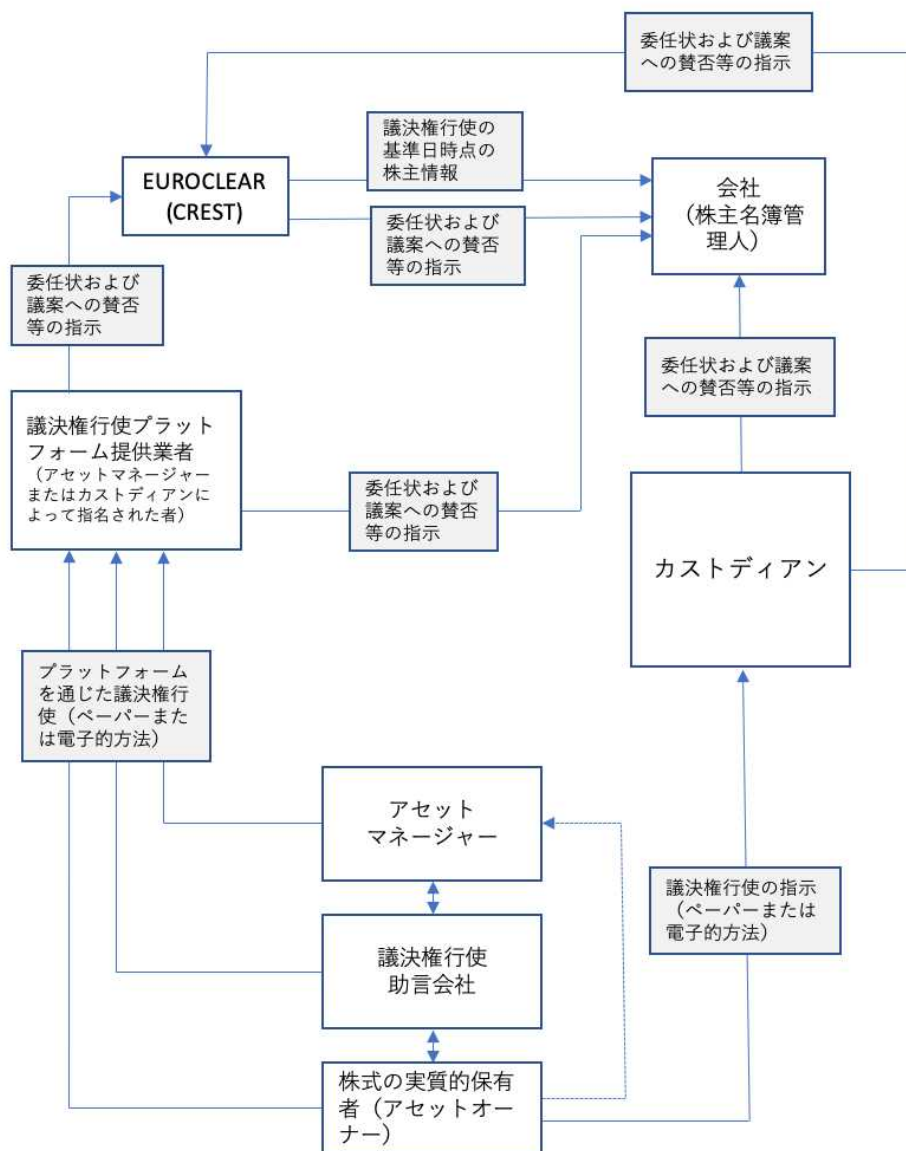 委任状および議案
への賛否等の指示
議決権行使の
基準日時点の
株主情報
EUROCLEAR
(CREST)
会社
（株主名簿管
理人）
委任状および
議案への賛否
等の指示
委任状および
議案への賛否
等の指示
委任状および議案
への賛否等の指示
議決権行使プラット
フォーム提供業者
（アセットマネージャー
またはカストディアンに
よって指名された者）
委任状および
議案への賛否
等の指示
カストディアン
プラットフォーム
を通じた議決権行
使（ペーパーまた
は電子的方法）
アセット
マネージャー
議決権行使の指示
（ペーパーまたは
電子的方法）
議決権行使
助言会社
株式の実質的保有
者（アセットオー
ナー）